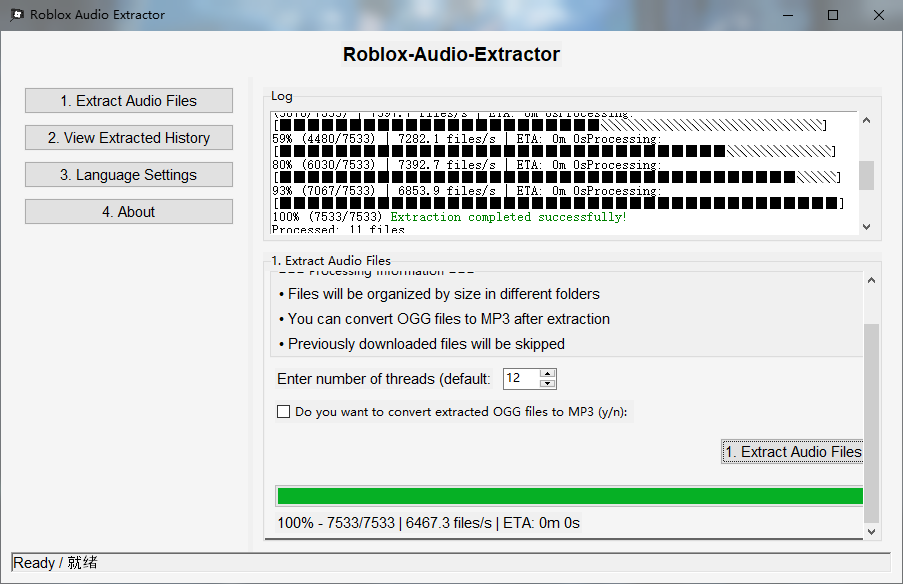 Roblox Audio Extractor
Roblox-Audio-Extractor
1. Extract Audio Files
2. View Extracted History
3. Language Settings
4. About
Log
59% (4480/7533) | 7282.1 files/s | ETA: 0m 0sProcessing:
80% (6030/7533) | 7392.7 files/s | ETA: 0m 0sProcessing:
93% (7067/7533) | 6853.9 files/s | ETA: 0m 0sProcessing:
100% (7533/7533) Extraction completed successfully!
Processed: 11 files
1. Extract Audio Files
=== Processing Information ===
• Files will be organized by size in different folders
• You can convert OGG files to MP3 after extraction
• Previously downloaded files will be skipped
Enter number of threads (default: 12
Do you want to convert extracted OGG files to MP3 (y/n):
1. Extract Audio Files
100% - 7533/7533 | 6467.3 files/s | ETA: 0m 0s
Ready / 就绪